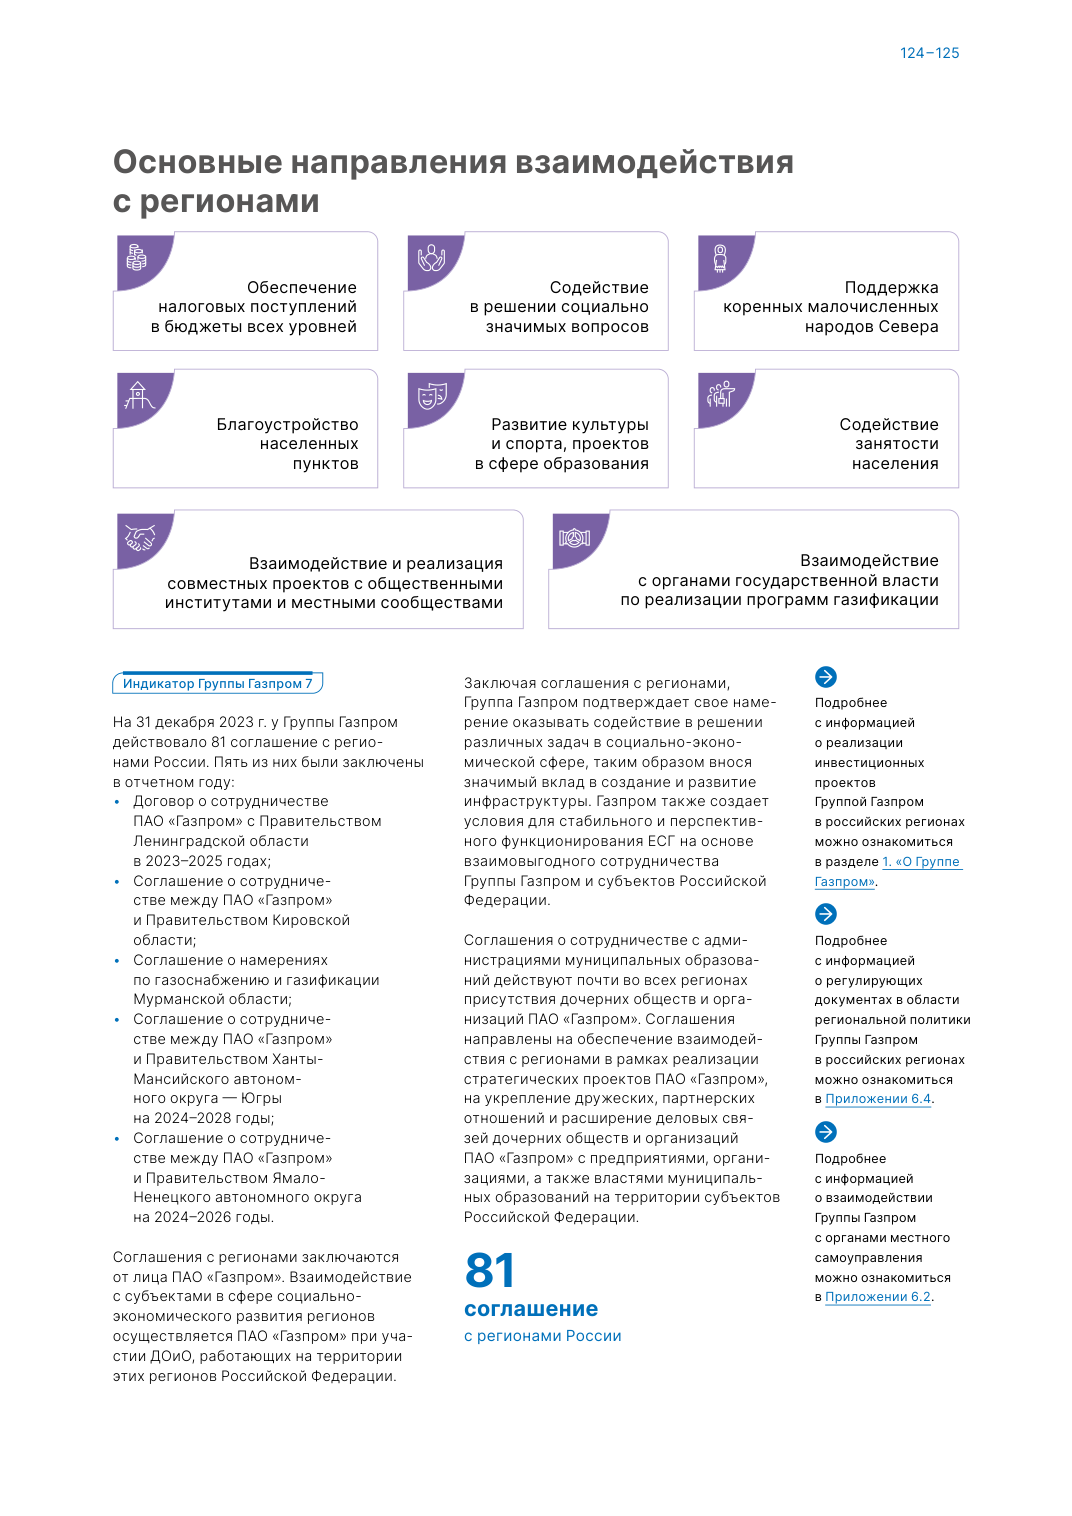 124–125
Основные направления взаимодействия
с регионами
Обеспечение
налоговых поступлений
в бюджеты всех уровней
Содействие
в решении социально
значимых вопросов
Поддержка
коренных малочисленных
народов Севера
Благоустройство
населенных
пунктов
Развитие культуры
и спорта, проектов
в сфере образования
Содействие
занятости
населения
Взаимодействие и реализация
совместных проектов с общественными
институтами и местными сообществами
Взаимодействие
с органами государственной власти
по реализации программ газификации
Индикатор Группы Газпром 7
На 31 декабря 2023 г. у Группы Газпром
действовало 81 соглашение с регио-
нами России. Пять из них были заключены
в отчетном году:
• Договор о сотрудничестве
ПАО «Газпром» с Правительством
Ленинградской области
в 2023–2025 годах;
• Соглашение о сотрудниче-
стве между ПАО «Газпром»
и Правительством Кировской
области;
• Соглашение о намерениях
по газоснабжению и газификации
Мурманской области;
• Соглашение о сотрудниче-
стве между ПАО «Газпром»
и Правительством Ханты-
Мансийского автоном-
ного округа — Югры
на 2024–2028 годы;
• Соглашение о сотрудниче-
стве между ПАО «Газпром»
и Правительством Ямало-
Ненецкого автономного округа
на 2024–2026 годы.
Соглашения с регионами заключаются
от лица ПАО «Газпром». Взаимодействие
с субъектами в сфере социально-
экономического развития регионов
осуществляется ПАО «Газпром» при уча-
стии ДОиО, работающих на территории
этих регионов Российской Федерации.
Заключая соглашения с регионами,
Группа Газпром подтверждает свое наме-
рение оказывать содействие в решении
различных задач в социально-эконо-
мической сфере, таким образом внося
значимый вклад в создание и развитие
инфраструктуры. Газпром также создает
условия для стабильного и перспектив-
ного функционирования ЕСГ на основе
взаимовыгодного сотрудничества
Группы Газпром и субъектов Российской
Федерации.
Соглашения о сотрудничестве с адми-
нистрациями муниципальных образова-
ний действуют почти во всех регионах
присутствия дочерних обществ и орга-
низаций ПАО «Газпром». Соглашения
направлены на обеспечение взаимодей-
ствия с регионами в рамках реализации
стратегических проектов ПАО «Газпром»,
на укрепление дружеских, партнерских
отношений и расширение деловых свя-
зей дочерних обществ и организаций
ПАО «Газпром» с предприятиями, органи-
зациями, а также властями муниципаль-
ных образований на территории субъектов
Российской Федерации.
81
соглашение
с регионами России
Подробнее
с информацией
о реализации
инвестиционных
проектов
Группой Газпром
в российских регионах
можно ознакомиться
в разделе 1. «О Группе
Газпром».
Подробнее
с информацией
о регулирующих
документах в области
региональной политики
Группы Газпром
в российских регионах
можно ознакомиться
в Приложении 6.4.
Подробнее
с информацией
о взаимодействии
Группы Газпром
с органами местного
самоуправления
можно ознакомиться
в Приложении 6.2.